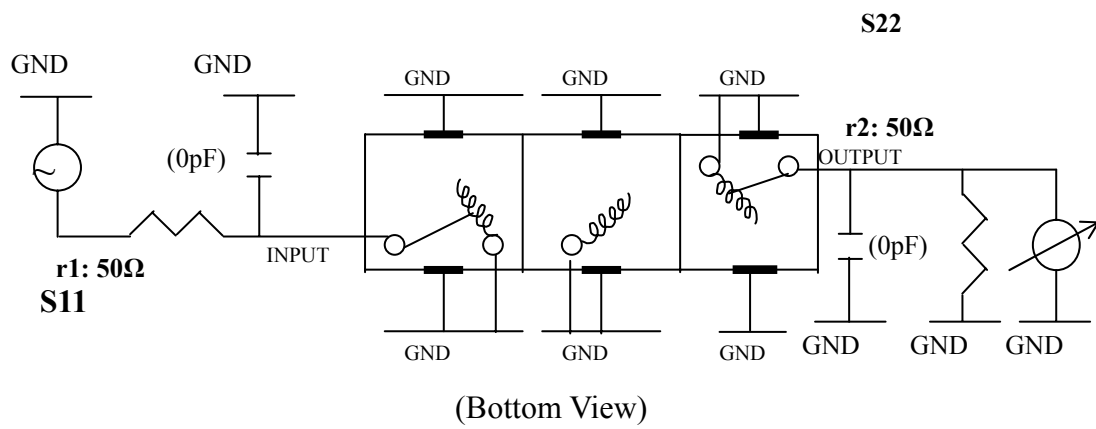 S22
GND
GND
GND
GND
GND
(0pF)
r2: 50Ω
OUTPUT
INPUT
(0pF)
r1: 50Ω
S11
GND
GND
GND
GND
GND
GND
(Bottom View)